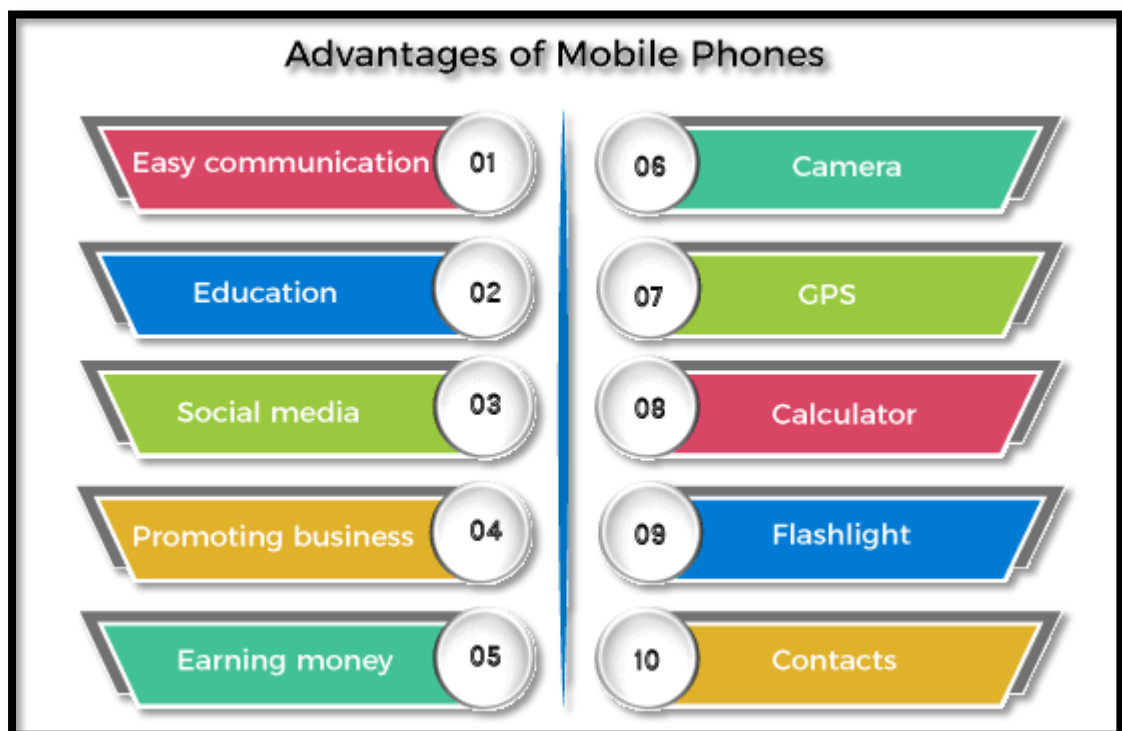 Advantages of Mobile Phones
Easy communication 01
Education 02
Social media 03
Promoting business 04
Earning money 05
06 Camera
07 GPS
08 Calculator
09 Flashlight
10 Contacts